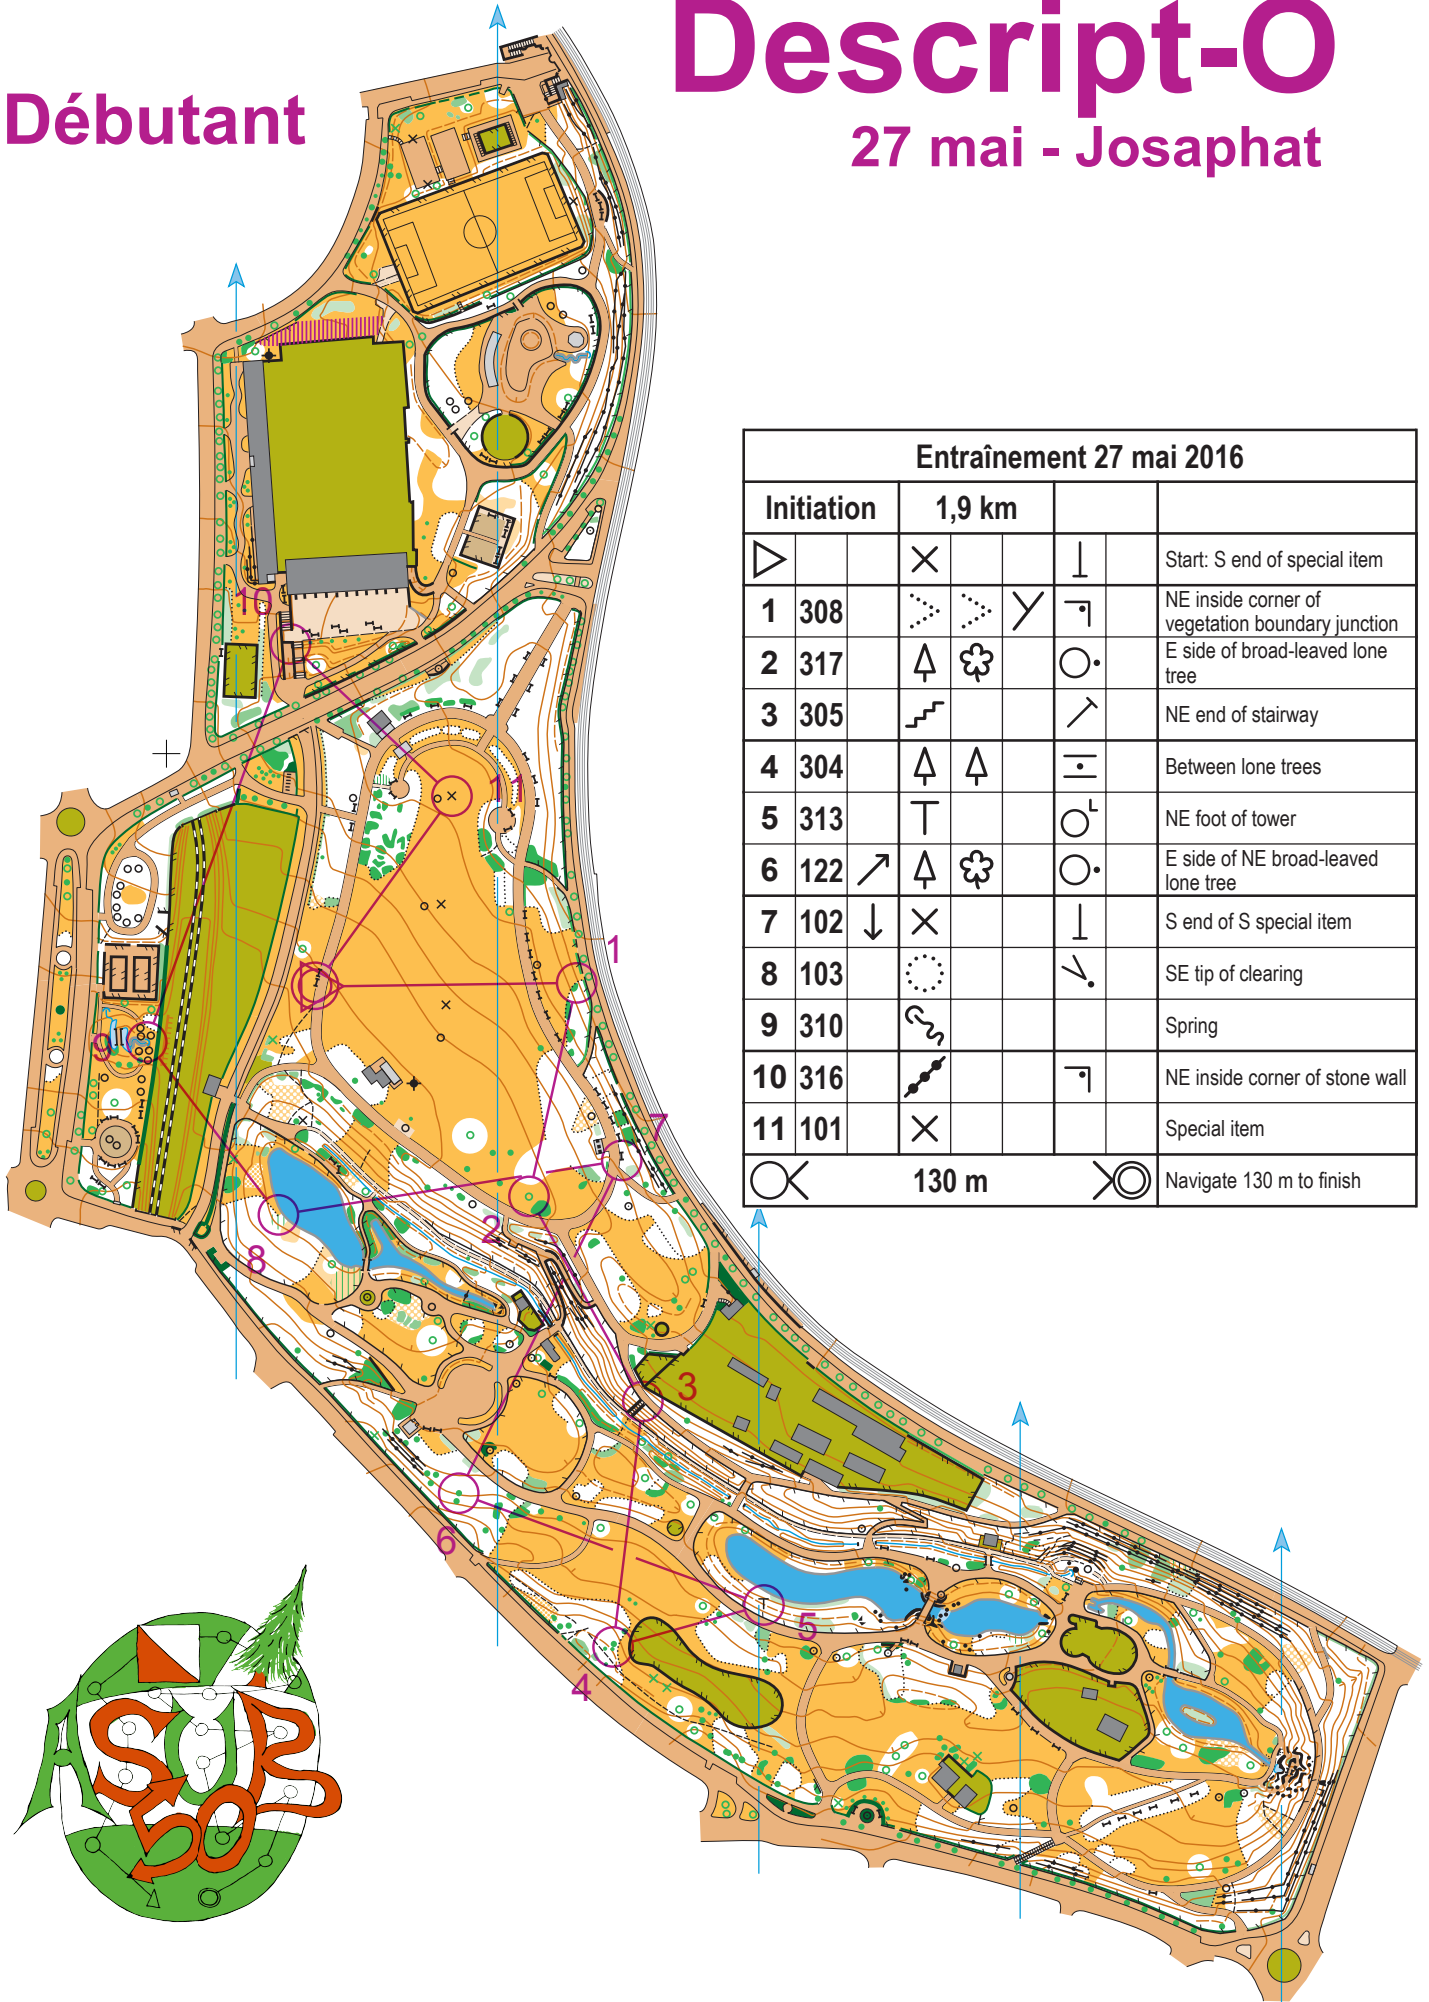 Descript-O
Débutant
27 mai - Josaphat
Entraînement 27 mai 2016
Initiation 1,9 km
Start: S end of special item
1 308 NE inside corner of
vegetation boundary junction
2 317 E side of broad-leaved lone
tree
3 305 NE end of stairway
4 304 Between lone trees
5 313 NE foot of tower
6 122 E side of NE broad-leaved
lone tree
7 102 S end of S special item
8 103 SE tip of clearing
9 310 Spring
10 316 NE inside corner of stone wall
11 101 Special item
130 m Navigate 130 m to finish
10
11
1
9
7
2
8
3
6
5
4
ASUB
50